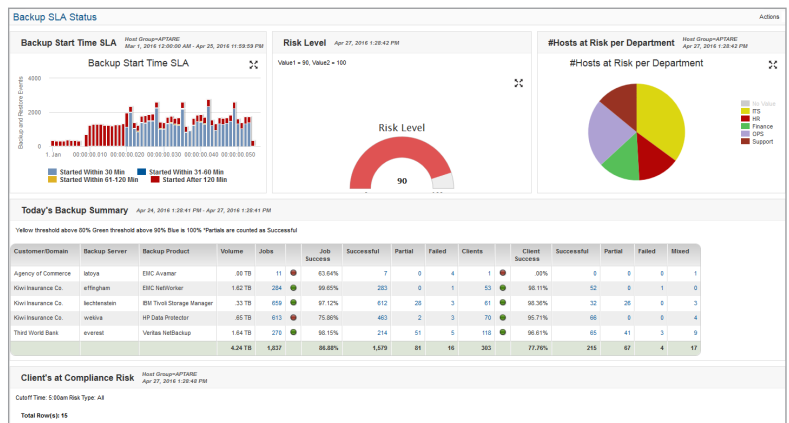 Backup SLA Status
Actions
Backup Start Time SLA
Host Group=APTARE
Mar 1, 2016 12:00:00 AM - Apr 25, 2016 11:59:59 PM
Backup Start Time SLA
Backup and Restore Events
4000
2000
0
1. Jan 00:00:00.010 00:00:00.020 00:00:00.030 00:00:00.040 00:00:00.050
Started Within 30 Min
Started Within 31-60 Min
Started Within 61-120 Min
Started After 120 Min
Risk Level
Apr 27, 2016 1:28:42 PM
Value1 = 90, Value2 = 100
Risk Level
90
#Hosts at Risk per Department
Host Group=APTARE
Apr 27, 2016 1:28:42 PM
#Hosts at Risk per Department
No Value
ITS
HR
Finance
OPS
Support
Today's Backup Summary
Apr 24, 2016 1:28:41 PM - Apr 27, 2016 1:28:41 PM
Yellow threshold above 80% Green threshold above 90% Blue is 100% *Partials are counted as Successful
Customer/Domain Backup Server Backup Product Volume Jobs Job Success Successful Partial Failed Clients Client Success Successful Partial Failed Mixed
Agency of Commerce latoya EMC Avamar .00 TB 11 63.64% 7 0 4 1 .00% 0 0 0 1
Kiwi Insurance Co. effingham EMC NetWorker 1.62 TB 284 99.65% 283 0 1 53 98.11% 52 0 1 0
Kiwi Insurance Co. liechtenstein IBM Tivoli Storage Manager .33 TB 659 97.12% 612 28 3 61 98.36% 32 26 0 3
Kiwi Insurance Co. wekiva HP Data Protector .65 TB 613 75.86% 463 2 3 70 95.71% 66 0 0 4
Third World Bank everest Veritas NetBackup 1.64 TB 270 98.15% 214 51 5 118 96.61% 65 41 3 9
4.24 TB 1,837 86.88% 1,579 81 16 303 77.76% 215 67 4 17
Client's at Compliance Risk
Host Group=APTARE
Apr 27, 2016 1:28:40 PM
Cutoff Time: 5:00am Risk Type: All
Total Row(s): 15